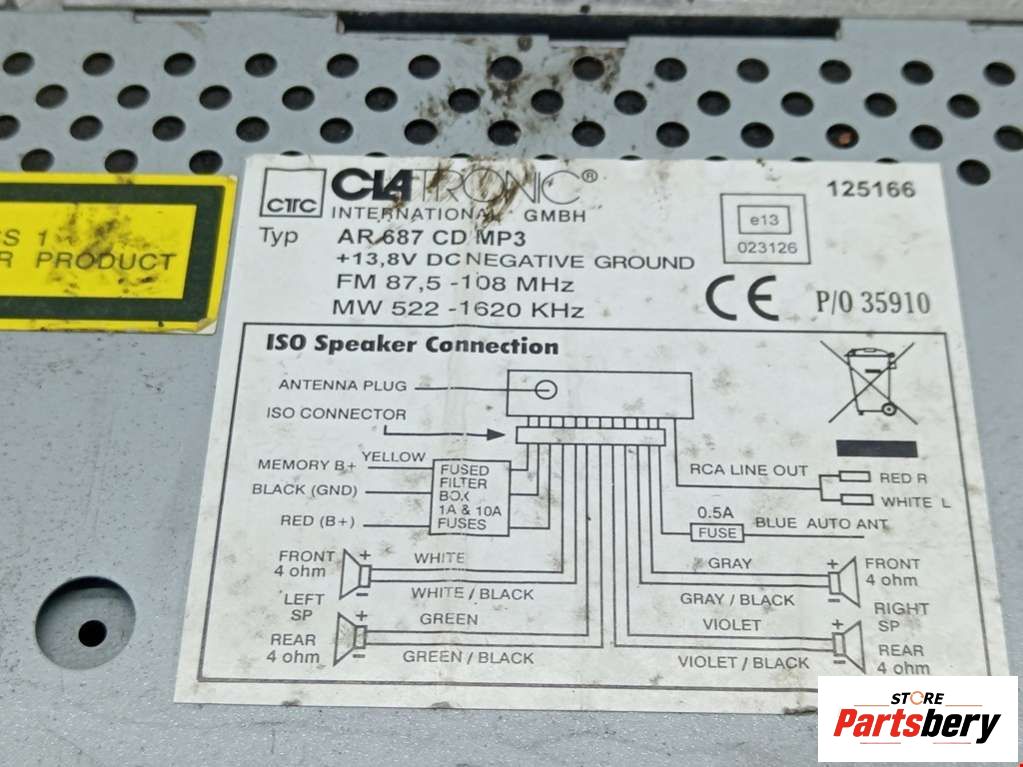 S 1
R PRODUCT
CTC CLATRONIC®
INTERNATIONAL GMBH
Typ AR 687 CD MP3
+13,8V DC NEGATIVE GROUND
FM 87,5 -108 MHz
MW 522 -1620 KHz
e13
023126
125166
CE
P/O 35910
ISO Speaker Connection
ANTENNA PLUG
ISO CONNECTOR
MEMORY B+
YELLOW
BLACK (GND)
RED (B+)
FUSED
FILTER
BOX
1A & 10A
FUSES
RCA LINE OUT
RED R
WHITE L
0.5A
FUSE
BLUE AUTO ANT
FRONT
4 ohm
+
-
WHITE
WHITE / BLACK
LEFT
SP
REAR
4 ohm
+
-
GREEN
GREEN / BLACK
GRAY
GRAY / BLACK
+
-
FRONT
4 ohm
RIGHT
SP
VIOLET
VIOLET / BLACK
+
-
REAR
4 ohm
STORE
Partsbery